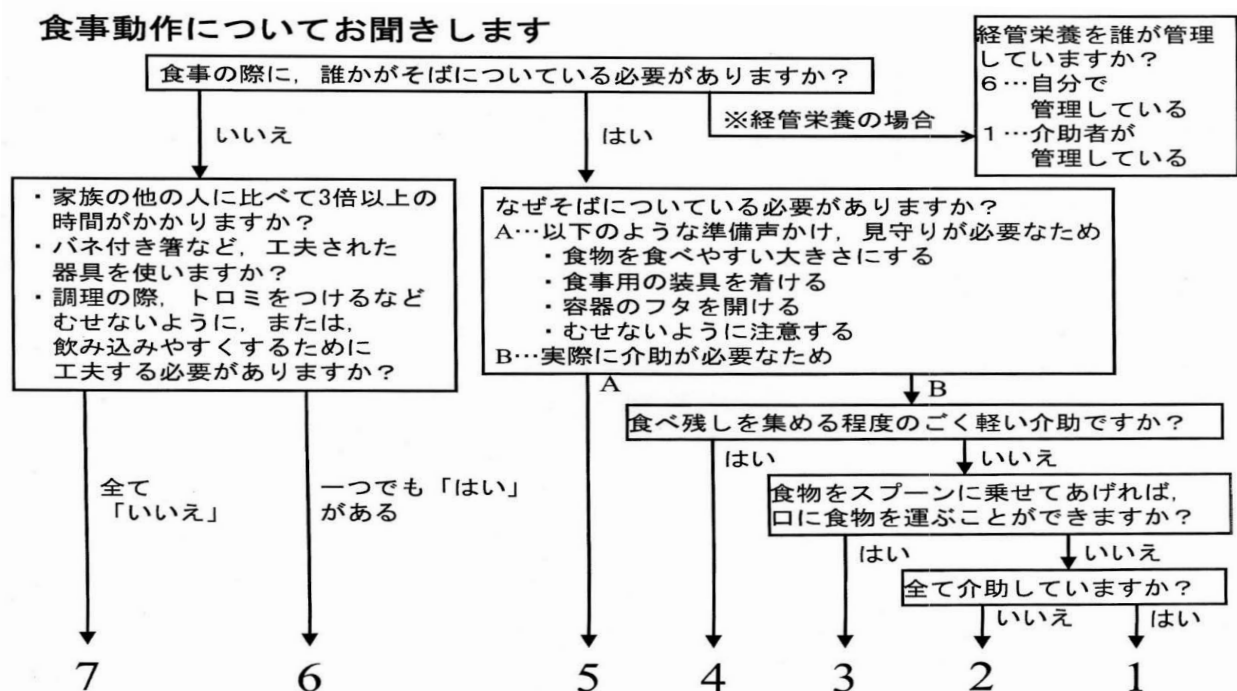 食事動作についてお聞きします
食事の際に，誰かがそばについている必要がありますか？
経管栄養を誰が管理
していますか？
6…自分で
管理している
1…介助者が
管理している
いいえ
はい
※経管栄養の場合
・家族の他の人に比べて3倍以上の
時間がかかりますか？
・バネ付き箸など，工夫された
器具を使いますか？
・調理の際，トロミをつけるなど
むせないように，または，
飲み込みやすくするために
工夫する必要がありますか？
なぜそばについている必要がありますか？
A…以下のような準備声かけ，見守りが必要なため
・食物を食べやすい大きさにする
・食事用の装具を着ける
・容器のフタを開ける
・むせないように注意する
B…実際に介助が必要なため
A
B
食べ残しを集める程度のごく軽い介助ですか？
はい
いいえ
全て
「いいえ」
一つでも「はい」
がある
食物をスプーンに乗せてあげれば，
口に食物を運ぶことができますか？
はい
いいえ
全て介助していますか？
いいえ
はい
7
6
5
4
3
2
1